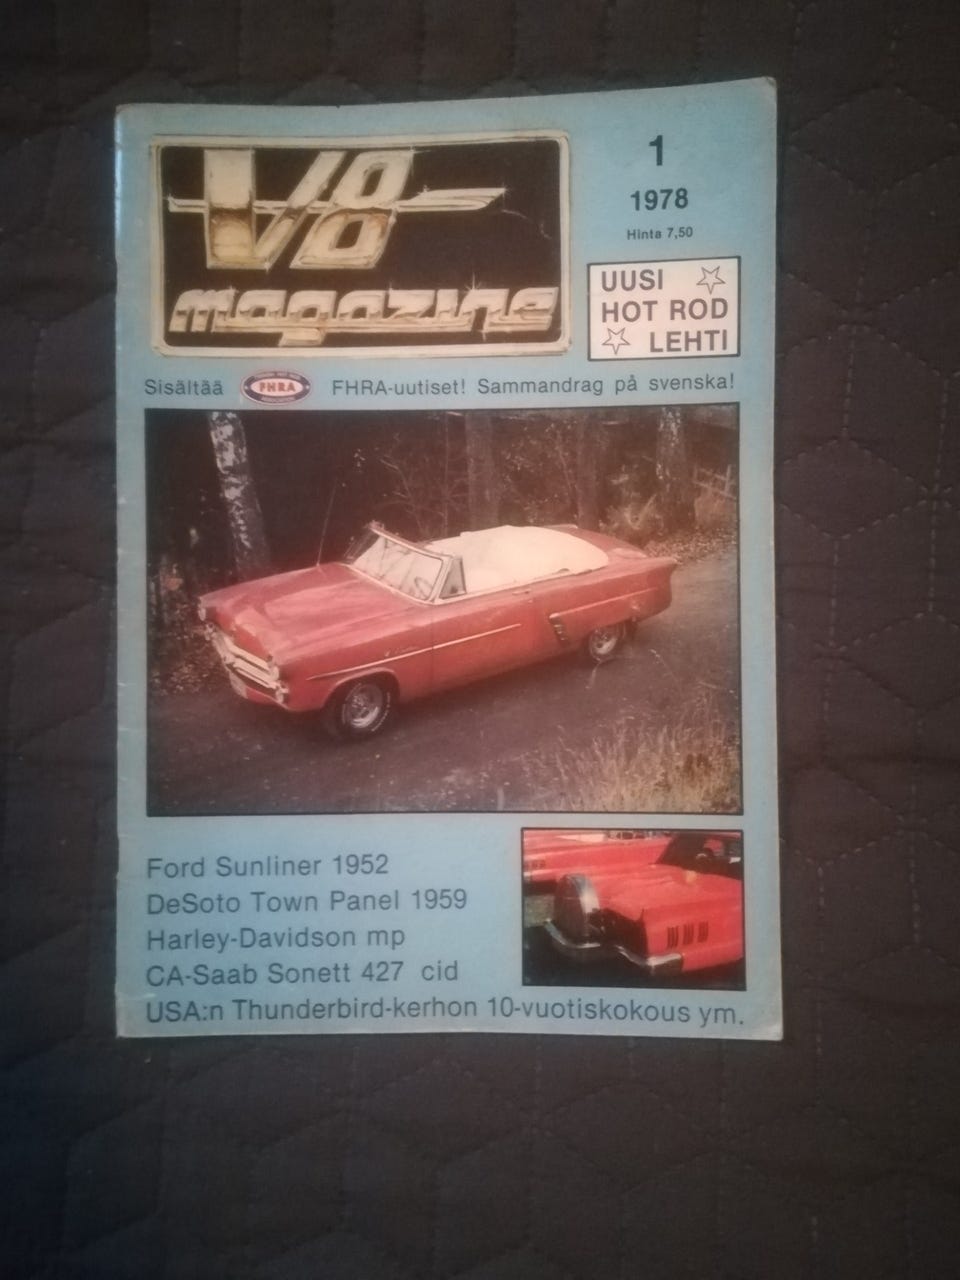 V8
magazine
1
1978
Hinta 7,50
UUSI
HOT ROD
LEHTI
Sisältää FHRA FHRA-uutiset! Sammandrag på svenska!
Ford Sunliner 1952
DeSoto Town Panel 1959
Harley-Davidson mp
CA-Saab Sonett 427 cid
USA:n Thunderbird-kerhon 10-vuotiskokous ym.